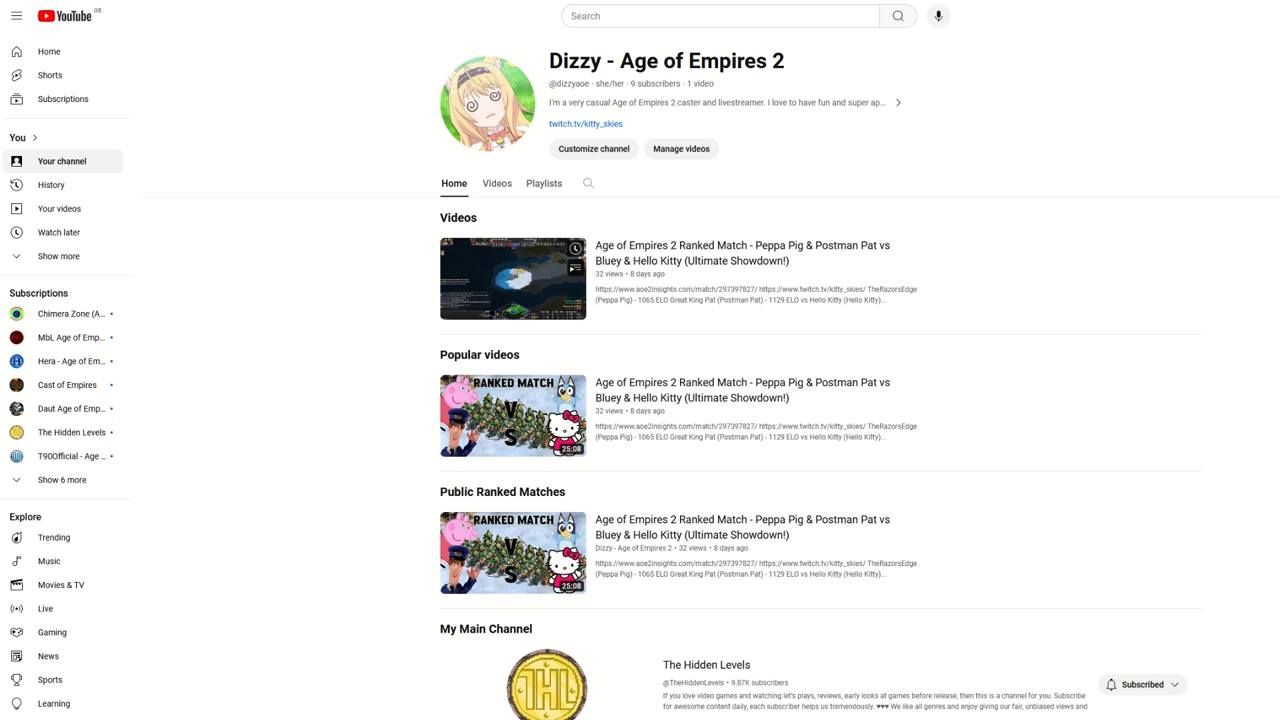 YouTube GB
Search
Home
Shorts
Subscriptions
You
Your channel
History
Your videos
Watch later
Show more
Subscriptions
Chimera Zone (A...
MbL Age of Emp...
Hera - Age of Em...
Cast of Empires
Daut Age of Emp...
The Hidden Levels
T90Official - Age ...
Show 6 more
Explore
Trending
Music
Movies & TV
Live
Gaming
News
Sports
Learning
Dizzy - Age of Empires 2
@dizzyaoe · she/her · 9 subscribers · 1 video
I'm a very casual Age of Empires 2 caster and livestreamer. I love to have fun and super ap...
twitch.tv/kitty_skies
Customize channel
Manage videos
Home Videos Playlists
Videos
Age of Empires 2 Ranked Match - Peppa Pig & Postman Pat vs
Bluey & Hello Kitty (Ultimate Showdown!)
32 views • 8 days ago
https://www.aoe2insights.com/match/297397827/ https://www.twitch.tv/kitty_skies/ TheRazorsEdge
(Peppa Pig) - 1065 ELO Great King Pat (Postman Pat) - 1129 ELO vs Hello Kitty (Hello Kitty)...
Popular videos
RANKED MATCH
V
S
25:08
Age of Empires 2 Ranked Match - Peppa Pig & Postman Pat vs
Bluey & Hello Kitty (Ultimate Showdown!)
32 views • 8 days ago
https://www.aoe2insights.com/match/297397827/ https://www.twitch.tv/kitty_skies/ TheRazorsEdge
(Peppa Pig) - 1065 ELO Great King Pat (Postman Pat) - 1129 ELO vs Hello Kitty (Hello Kitty)...
Public Ranked Matches
RANKED MATCH
V
S
25:08
Age of Empires 2 Ranked Match - Peppa Pig & Postman Pat vs
Bluey & Hello Kitty (Ultimate Showdown!)
Dizzy - Age of Empires 2 • 32 views • 8 days ago
https://www.aoe2insights.com/match/297397827/ https://www.twitch.tv/kitty_skies/ TheRazorsEdge
(Peppa Pig) - 1065 ELO Great King Pat (Postman Pat) - 1129 ELO vs Hello Kitty (Hello Kitty)...
My Main Channel
THL
The Hidden Levels
@TheHiddenLevels • 9.87K subscribers
If you love video games and watching let's plays, reviews, early looks at games before release, then this is a channel for you. Subscribe
for awesome content daily, each subscriber helps us tremendously. ♥♥♥ We like all genres and enjoy giving our fair, unbiased views and
Subscribed